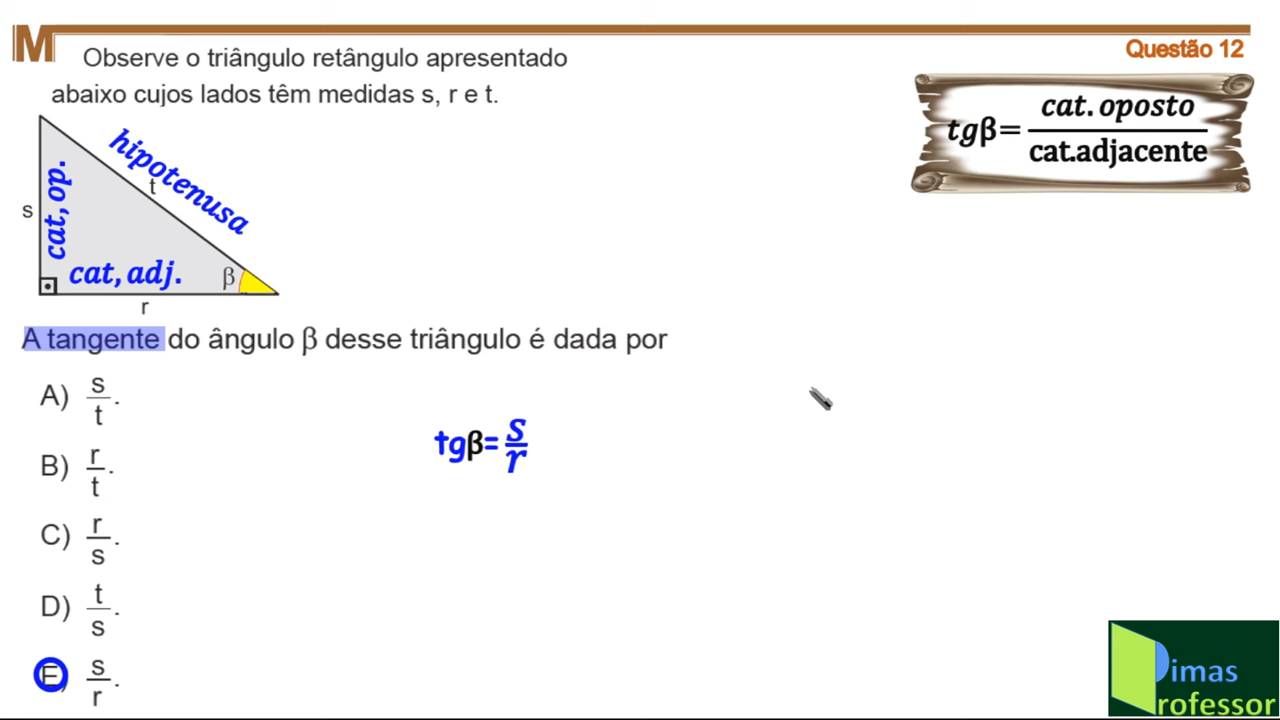 M
Questão 12
Observe o triângulo retângulo apresentado
abaixo cujos lados têm medidas s, r e t.
tgβ=
cat. oposto
cat.adjacente
hipotenusa
t
s
cat, op.
cat, adj.
β
r
A tangente do ângulo β desse triângulo é dada por
A) s/t.
B) r/t.
C) r/s.
D) t/s.
E) s/r.
tgβ=s/r
Dimas
Professor